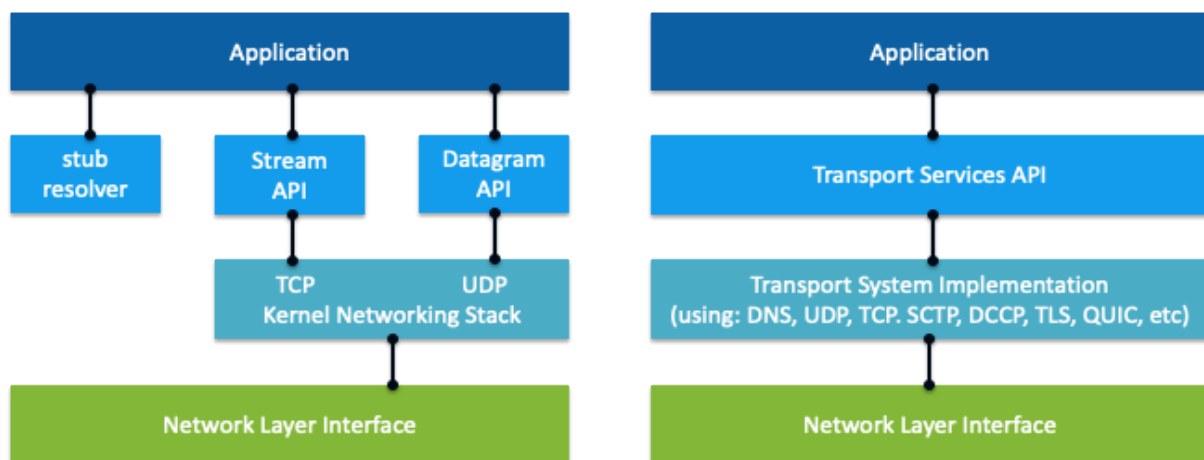 Application
stub
resolver
Stream
API
Datagram
API
TCP UDP
Kernel Networking Stack
Network Layer Interface
Application
Transport Services API
Transport System Implementation
(using: DNS, UDP, TCP. SCTP, DCCP, TLS, QUIC, etc)
Network Layer Interface